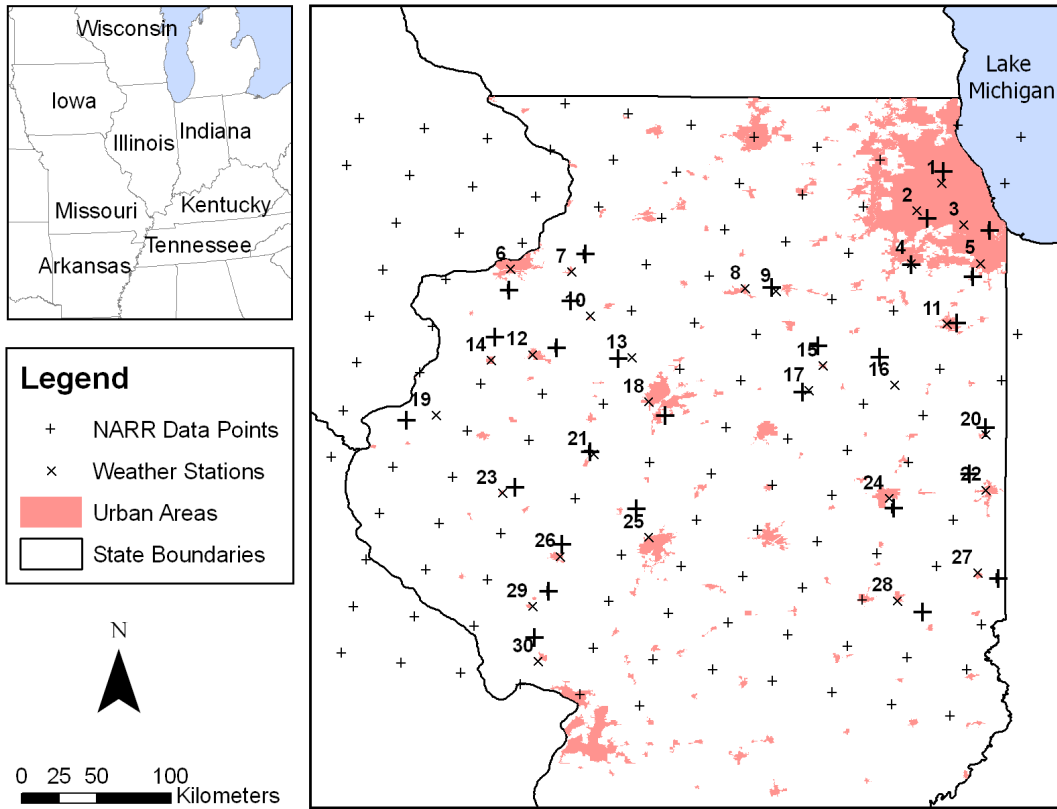 Wisconsin
Iowa
Illinois
Indiana
Missouri
Kentucky
Tennessee
Arkansas
Legend
NARR Data Points
Weather Stations
Urban Areas
State Boundaries
N
0 25 50 100
Kilometers
Lake
Michigan
1
2
3
4
5
6
7
8
9
10
11
12
13
14
15
16
17
18
19
20
21
22
23
24
25
26
27
28
29
30